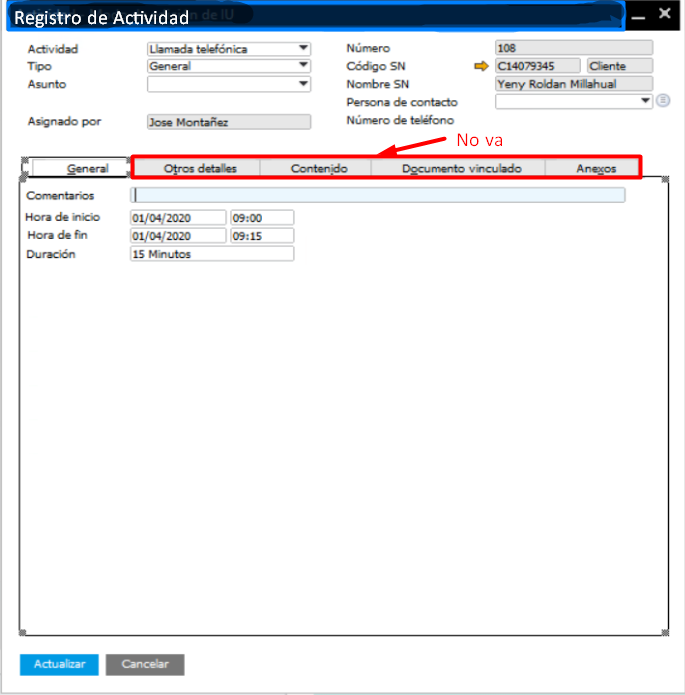 Registro de Actividad
de IU
Actividad Llamada telefónica Número 108
Tipo General Código SN C14079345 Cliente
Asunto Nombre SN Yeny Roldan Millahual
Persona de contacto
Asignado por Jose Montañez Número de teléfono
No va
General Otros detalles Contenido Documento vinculado Anexos
Comentarios
Hora de inicio 01/04/2020 09:00
Hora de fin 01/04/2020 09:15
Duración 15 Minutos
Actualizar Cancelar